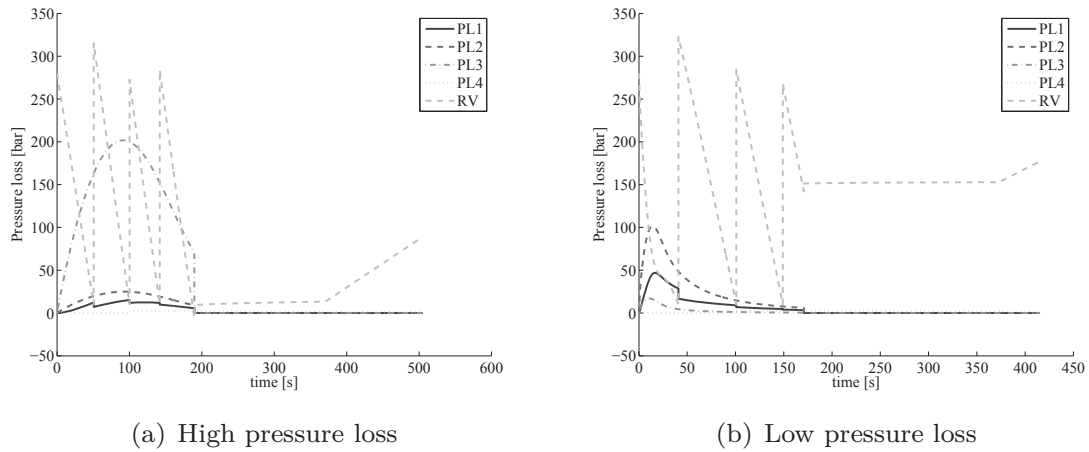 350
300
250
200
150
100
50
0
−50
Pressure loss [bar]
0 100 200 300 400 500 600
time [s]
PL1
PL2
PL3
PL4
RV
(a) High pressure loss
350
300
250
200
150
100
50
0
−50
Pressure loss [bar]
0 50 100 150 200 250 300 350 400 450
time [s]
PL1
PL2
PL3
PL4
RV
(b) Low pressure loss